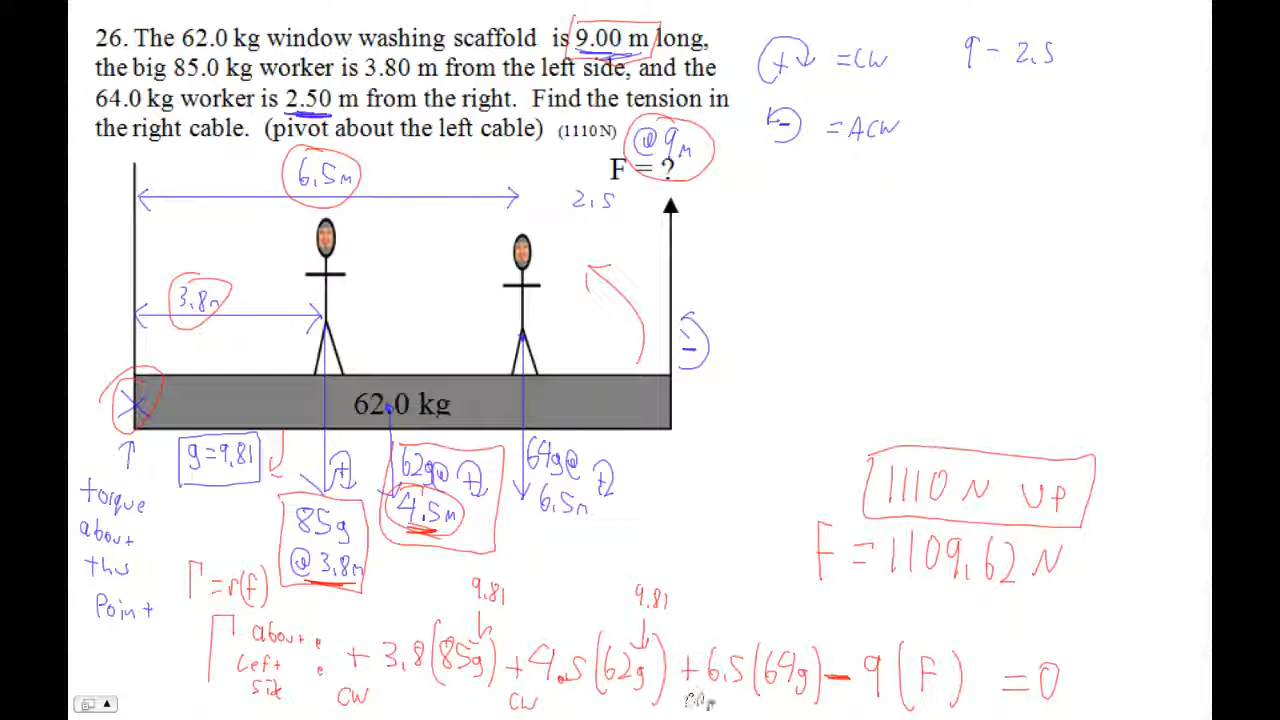 26. The 62.0 kg window washing scaffold is 9.00 m long,
the big 85.0 kg worker is 3.80 m from the left side, and the
64.0 kg worker is 2.50 m from the right. Find the tension in
the right cable. (pivot about the left cable) (1110 N)
+ = CW
9 - 2.5
- = ACW
@ 9m
F = ?
6.5m
2.5
3.8m
-
62.0 kg
g = 9.81
+
62g @ +
4.5m
64g @ +
6.5m
85g
@ 3.8m
torque
about
this
point
1110 N UP
F = 1109.62 N
Γ = r(f)
9.81
9.81
Γ about
left
side
: + 3.8(85g) + 4.5(62g) + 6.5(64g) - 9(F) = 0
CW
CW